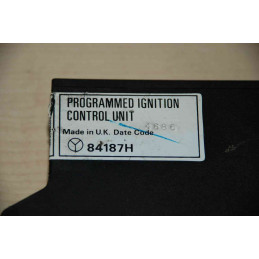 PROGRAMMED IGNITION
CONTROL UNIT
Made in U.K. Date Code
84187H